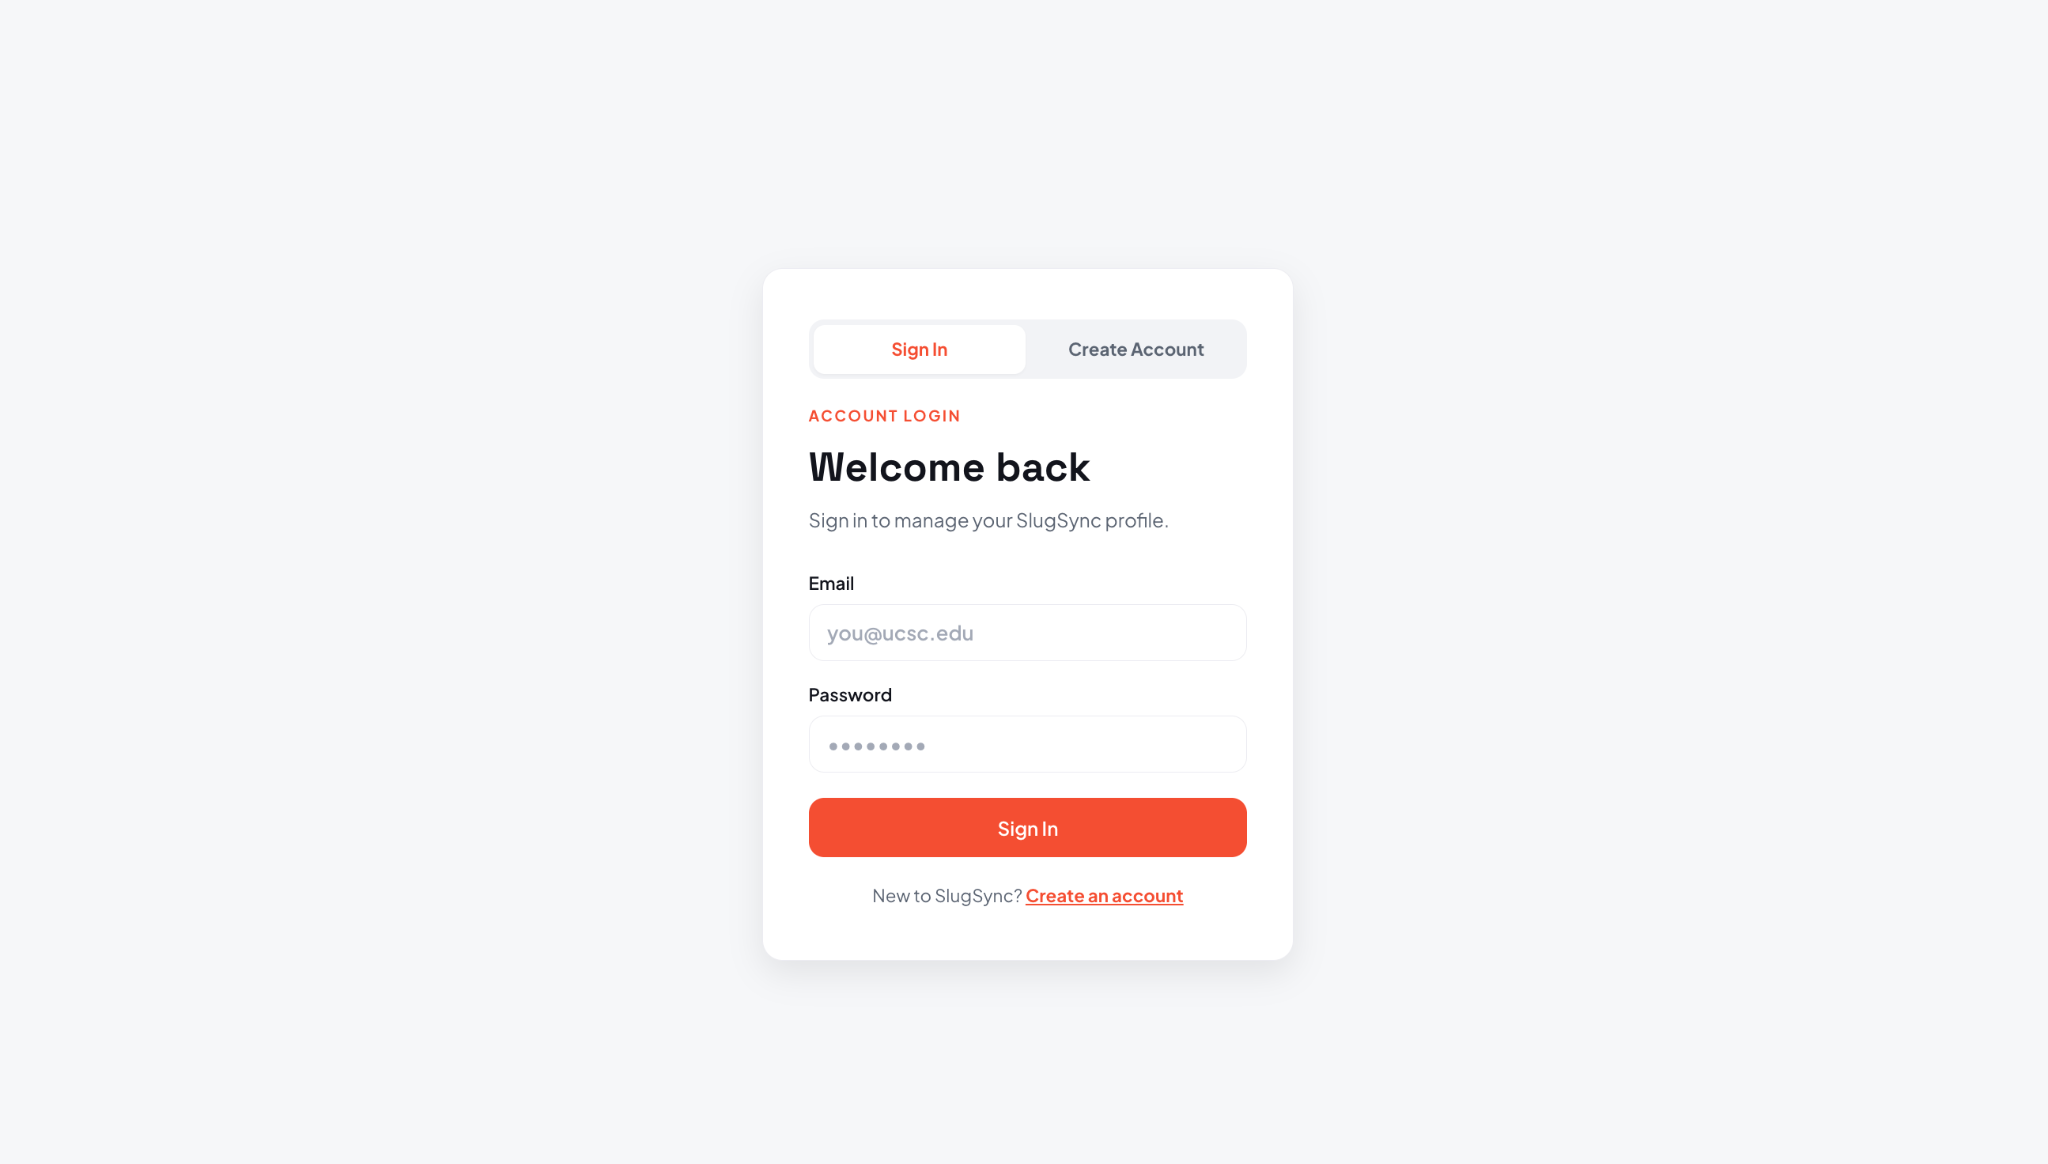 Sign In
Create Account
ACCOUNT LOGIN
Welcome back
Sign in to manage your SlugSync profile.
Email
you@ucsc.edu
Password
••••••••
Sign In
New to SlugSync? Create an account